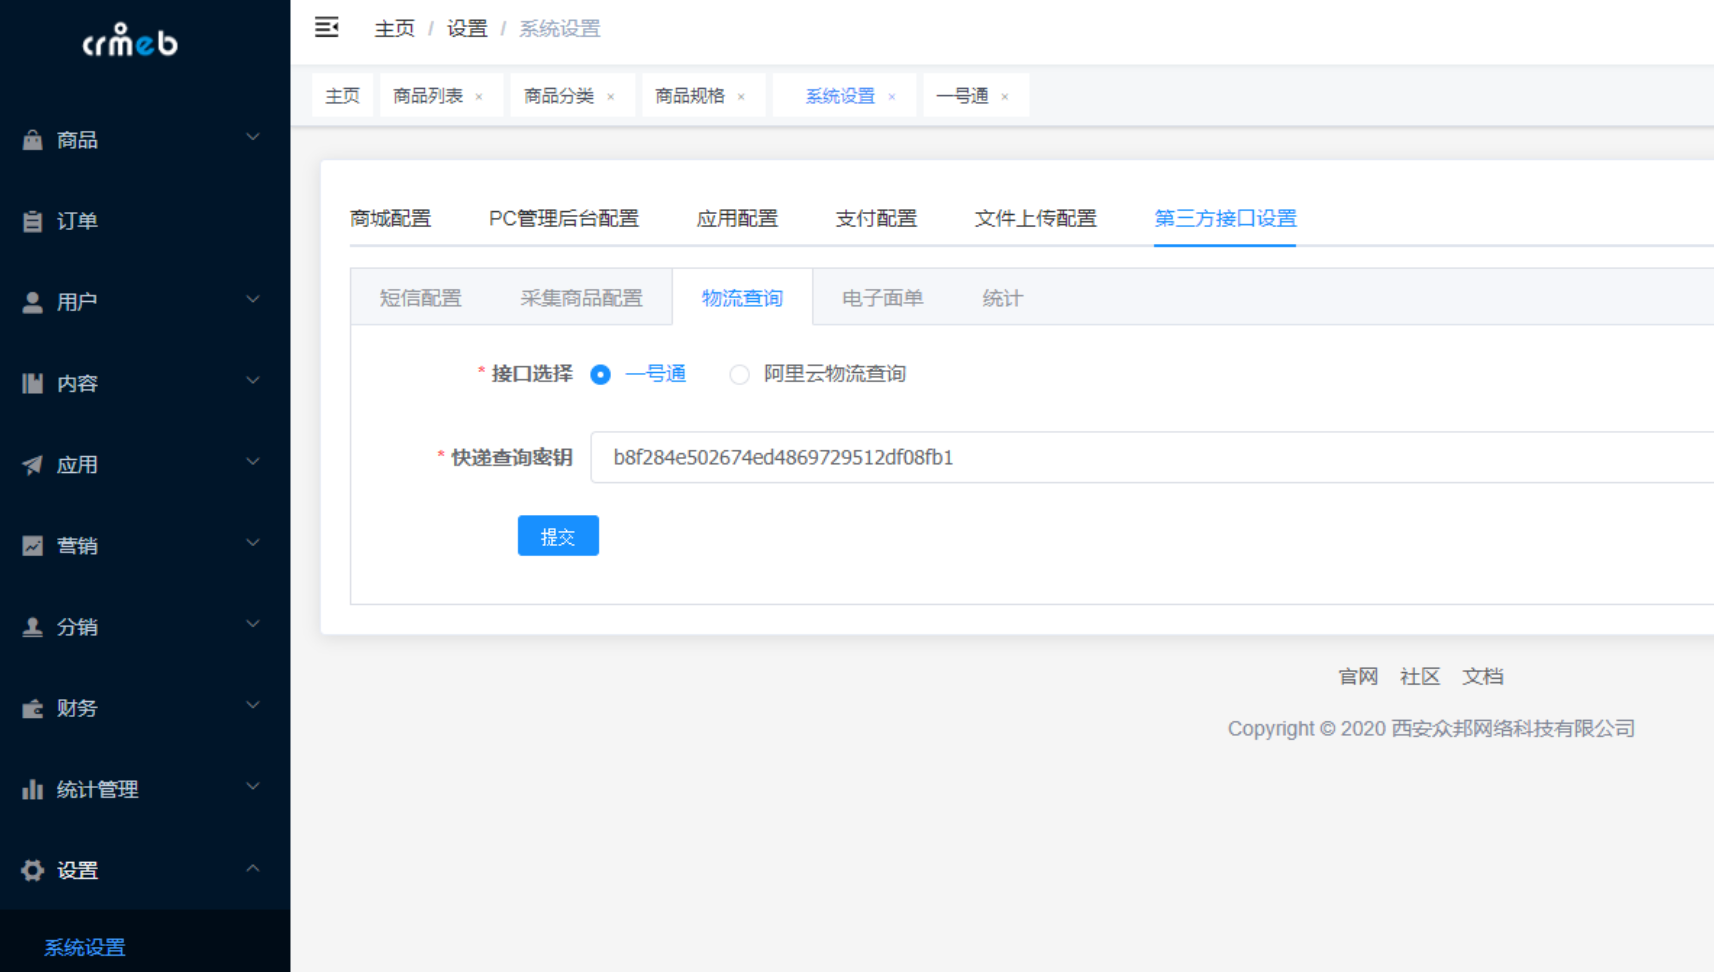 crmeb
主页 / 设置 / 系统设置
主页 商品列表 × 商品分类 × 商品规格 × 系统设置 × 一号通 ×
商品
订单
用户
内容
应用
营销
分销
财务
统计管理
设置
系统设置
商城配置 PC管理后台配置 应用配置 支付配置 文件上传配置 第三方接口设置
短信配置 采集商品配置 物流查询 电子面单 统计
* 接口选择 一号通 阿里云物流查询
* 快递查询密钥 b8f284e502674ed4869729512df08fb1
提交
官网 社区 文档
Copyright © 2020 西安众邦网络科技有限公司